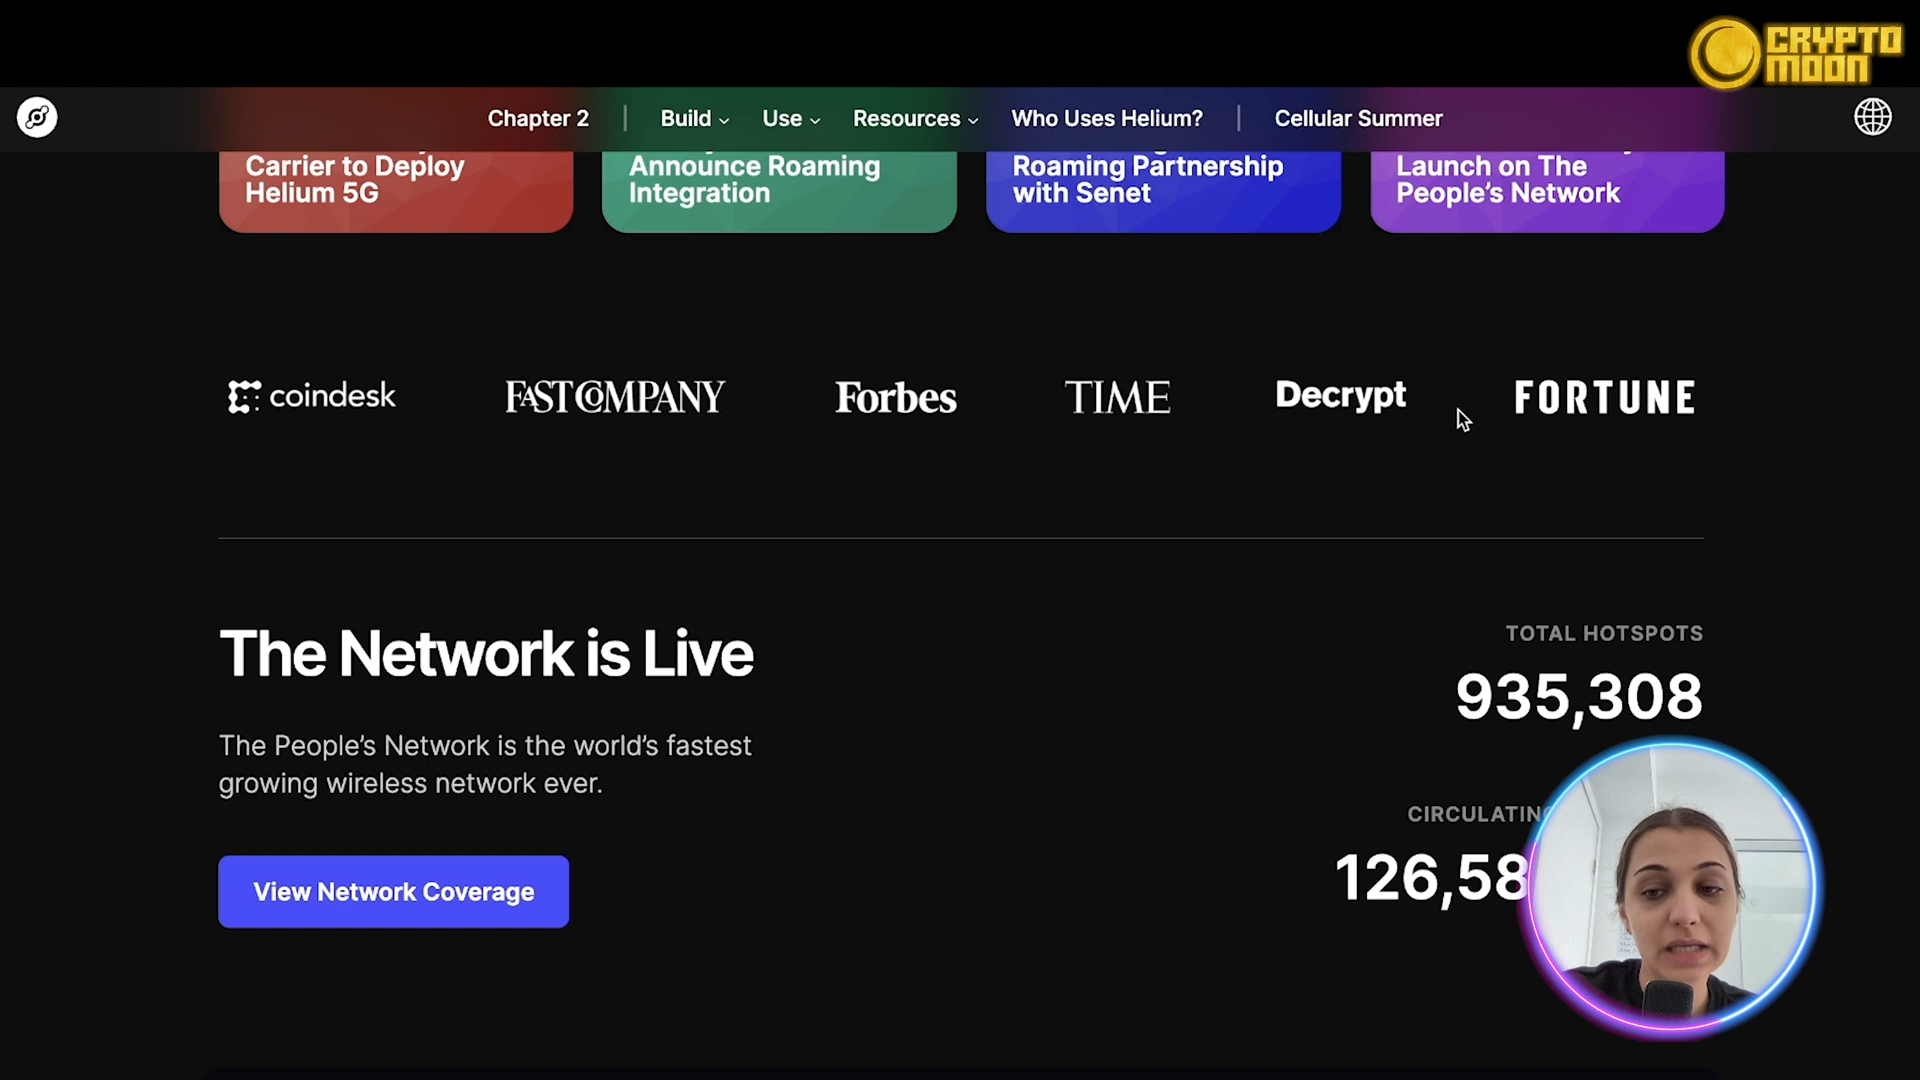 CRYPTO
MOON
Chapter 2 | Build Use Resources Who Uses Helium? | Cellular Summer
Carrier to Deploy
Helium 5G
Announce Roaming
Integration
Roaming Partnership
with Senet
Launch on The
People's Network
coindesk FAST COMPANY Forbes TIME Decrypt FORTUNE
The Network is Live
The People's Network is the world's fastest
growing wireless network ever.
View Network Coverage
TOTAL HOTSPOTS
935,308
CIRCULATING
126,58